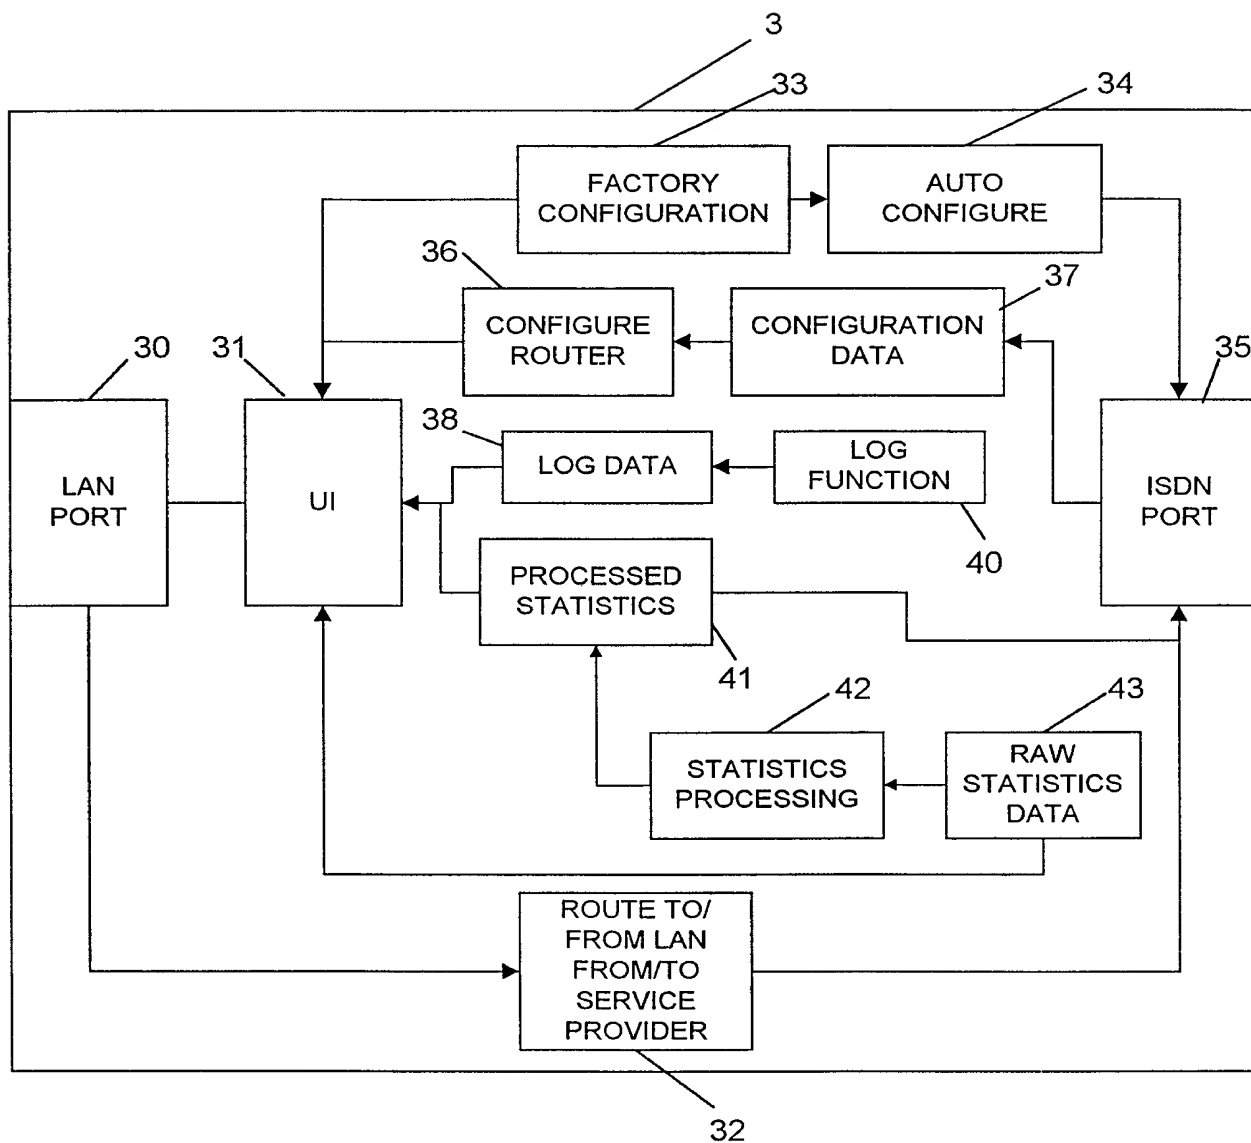 3
33
34
FACTORY
CONFIGURATION
AUTO
CONFIGURE
36
37
CONFIGURE
ROUTER
CONFIGURATION
DATA
30
31
35
38
LOG DATA
LOG
FUNCTION
LAN
PORT
UI
ISDN
PORT
40
PROCESSED
STATISTICS
41
42
43
STATISTICS
PROCESSING
RAW
STATISTICS
DATA
ROUTE TO/
FROM LAN
FROM/TO
SERVICE
PROVIDER
32